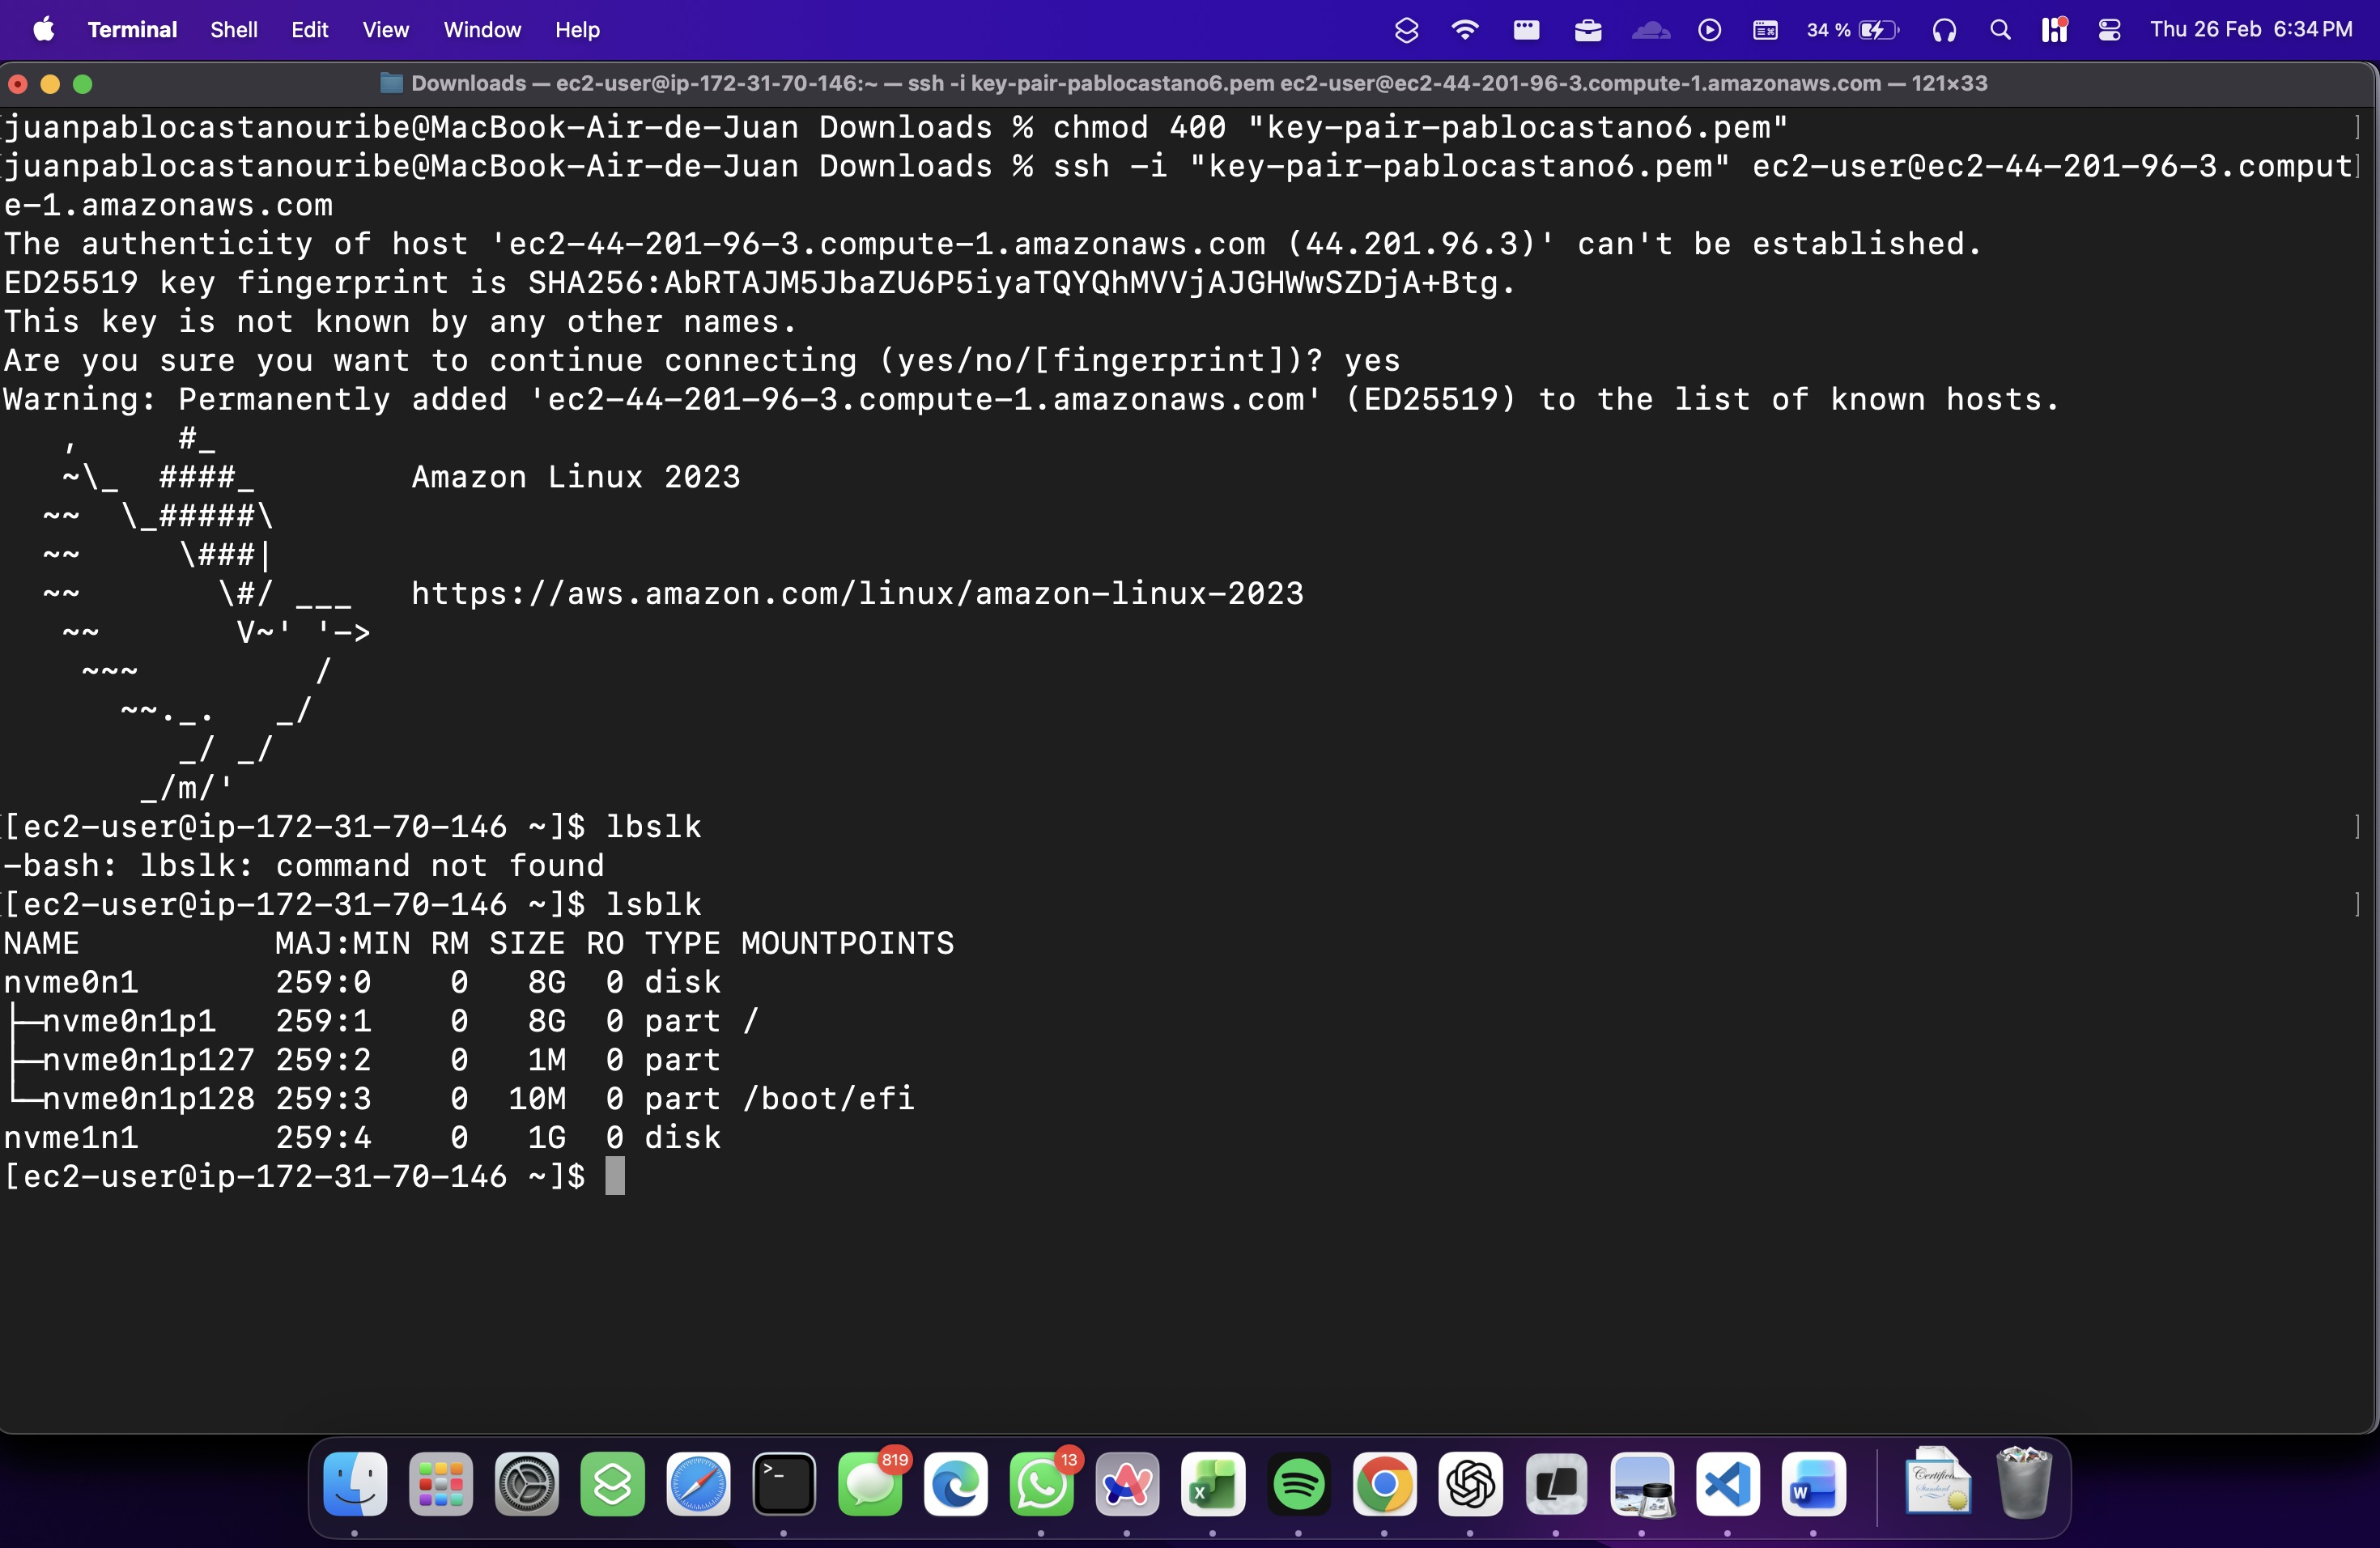 Terminal Shell Edit View Window Help 34 % Thu 26 Feb 6:34 PM
Downloads — ec2-user@ip-172-31-70-146:~ — ssh -i key-pair-pablocastano6.pem ec2-user@ec2-44-201-96-3.compute-1.amazonaws.com — 121×33
[juanpablocastanouribe@MacBook-Air-de-Juan Downloads % chmod 400 "key-pair-pablocastano6.pem" ]
[juanpablocastanouribe@MacBook-Air-de-Juan Downloads % ssh -i "key-pair-pablocastano6.pem" ec2-user@ec2-44-201-96-3.comput]
e-1.amazonaws.com
The authenticity of host 'ec2-44-201-96-3.compute-1.amazonaws.com (44.201.96.3)' can't be established.
ED25519 key fingerprint is SHA256:AbRTAJM5JbaZU6P5iyaTQYQhMVVjAJGHWwSZDjA+Btg.
This key is not known by any other names.
Are you sure you want to continue connecting (yes/no/[fingerprint])? yes
Warning: Permanently added 'ec2-44-201-96-3.compute-1.amazonaws.com' (ED25519) to the list of known hosts.
   ,     #_
   ~\_  ####_        Amazon Linux 2023
  ~~  \_#####\
  ~~     \###|
  ~~       \#/ ___   https://aws.amazon.com/linux/amazon-linux-2023
   ~~       V~' '->
    ~~~         /
      ~~._.   _/
         _/ _/
       _/m/'
[[ec2-user@ip-172-31-70-146 ~]$ lbslk ]
-bash: lbslk: command not found
[[ec2-user@ip-172-31-70-146 ~]$ lsblk ]
NAME          MAJ:MIN RM SIZE RO TYPE MOUNTPOINTS
nvme0n1       259:0    0   8G  0 disk
├─nvme0n1p1   259:1    0   8G  0 part /
├─nvme0n1p127 259:2    0   1M  0 part
└─nvme0n1p128 259:3    0  10M  0 part /boot/efi
nvme1n1       259:4    0   1G  0 disk
[ec2-user@ip-172-31-70-146 ~]$
819 13